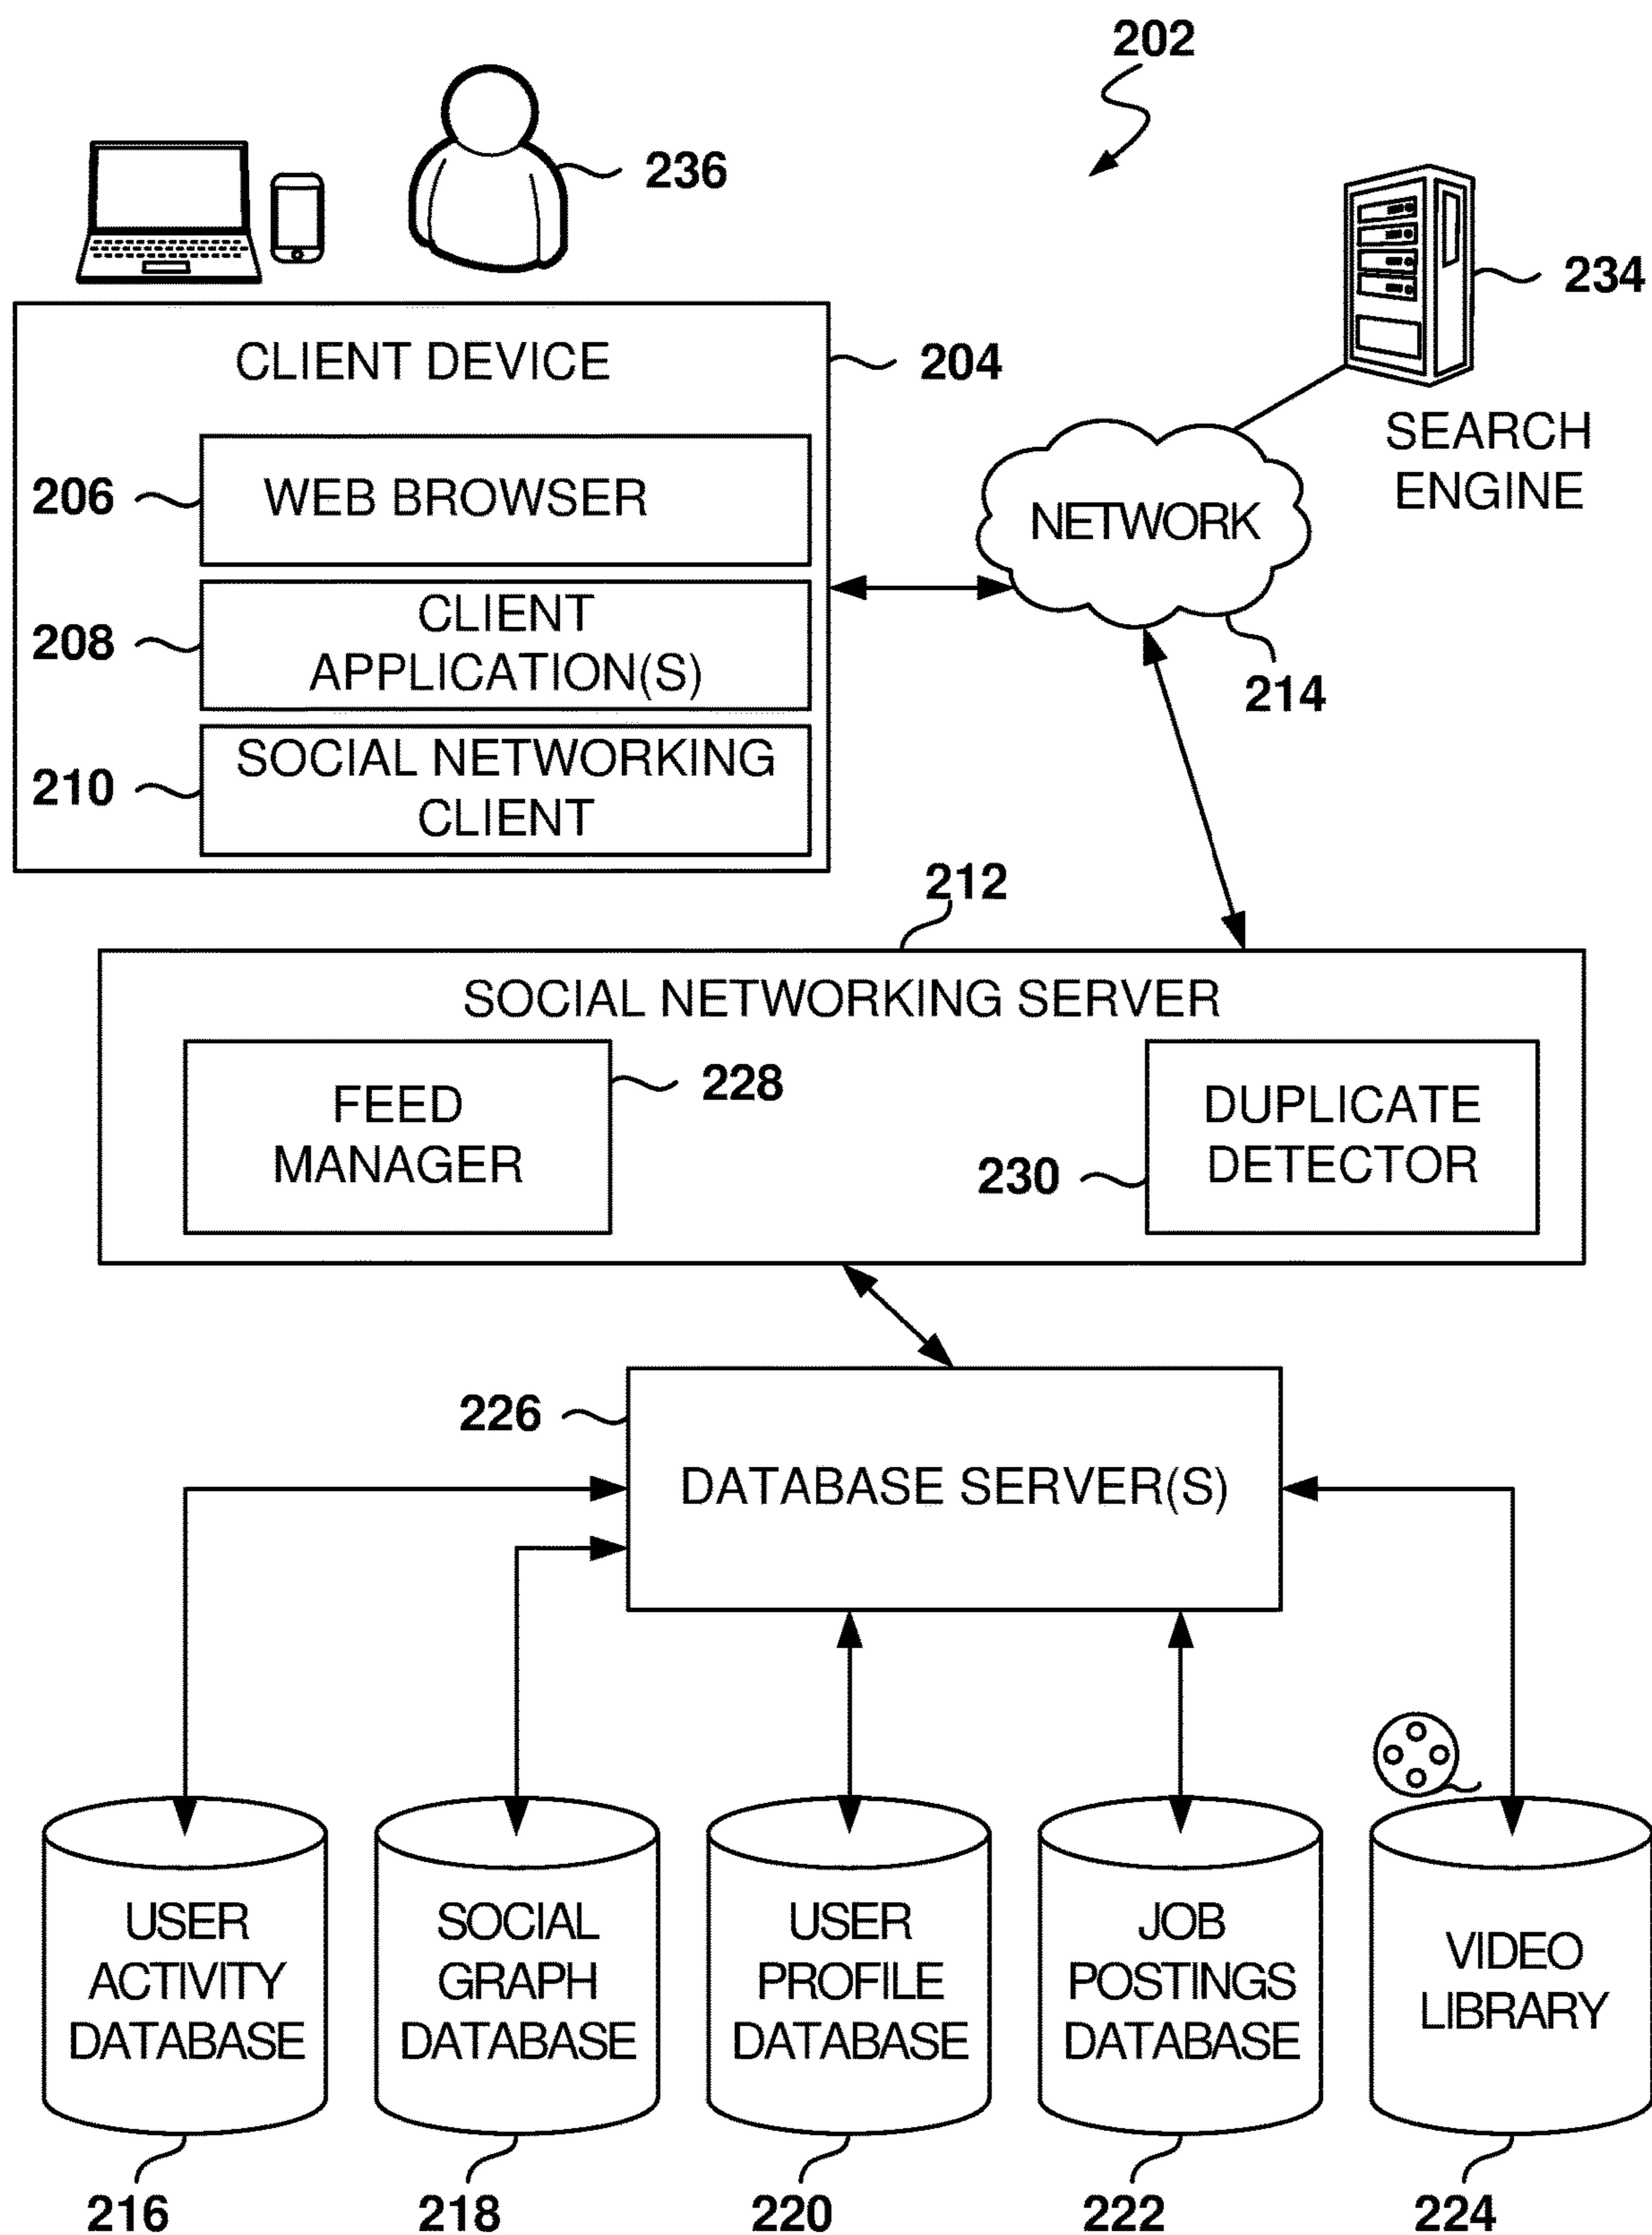 202
236
234
CLIENT DEVICE
204
SEARCH
ENGINE
206
WEB BROWSER
NETWORK
208
CLIENT
APPLICATION(S)
214
210
SOCIAL NETWORKING
CLIENT
212
SOCIAL NETWORKING SERVER
FEED
MANAGER
228
DUPLICATE
DETECTOR
230
226
DATABASE SERVER(S)
USER
ACTIVITY
DATABASE
SOCIAL
GRAPH
DATABASE
USER
PROFILE
DATABASE
JOB
POSTINGS
DATABASE
VIDEO
LIBRARY
216
218
220
222
224